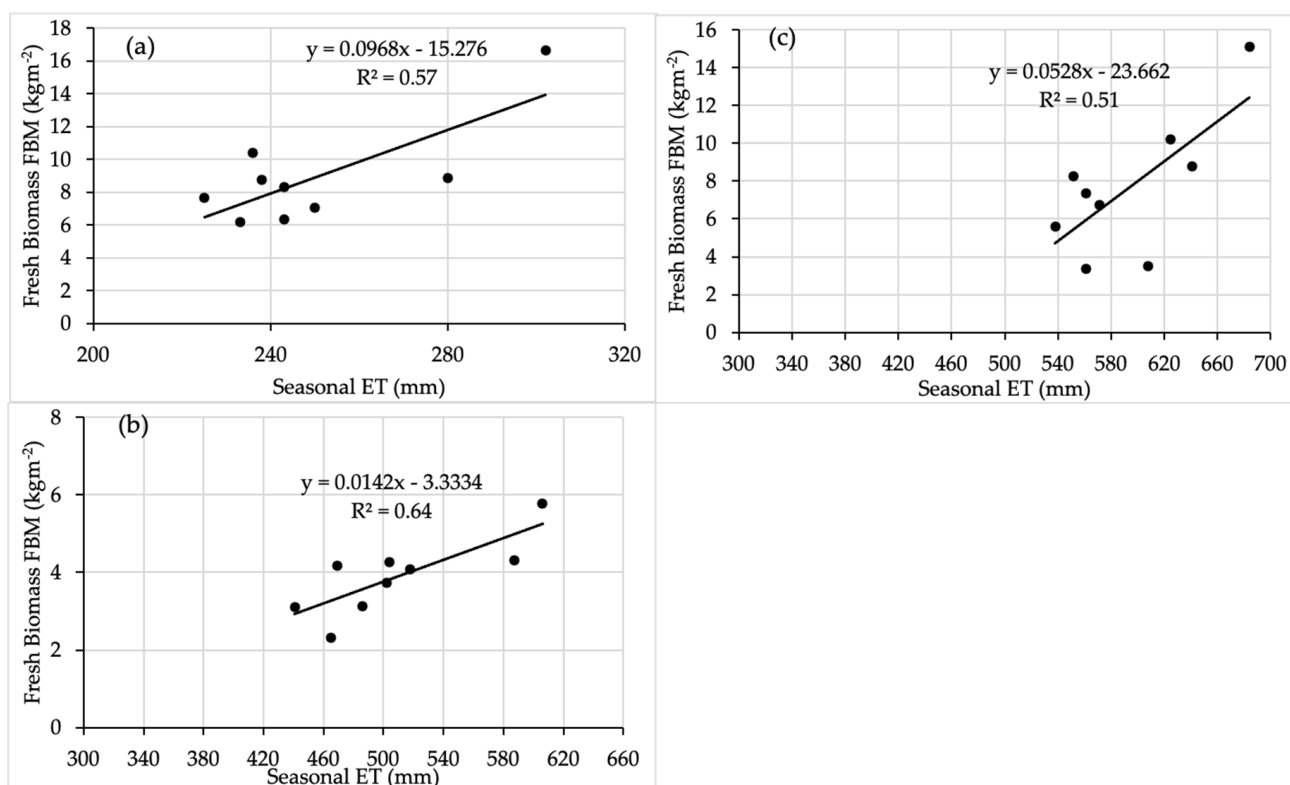 (a)
y = 0.0968x - 15.276
R² = 0.57
Fresh Biomass FBM (kgm⁻²)
18
16
14
12
10
8
6
4
2
0
200 240 280 320
Seasonal ET (mm)
(c)
y = 0.0528x - 23.662
R² = 0.51
Fresh Biomass FBM (kgm⁻²)
16
14
12
10
8
6
4
2
0
300 340 380 420 460 500 540 580 620 660 700
Seasonal ET (mm)
(b)
y = 0.0142x - 3.3334
R² = 0.64
Fresh Biomass FBM (kgm⁻²)
8
6
4
2
0
300 340 380 420 460 500 540 580 620 660
Seasonal ET (mm)